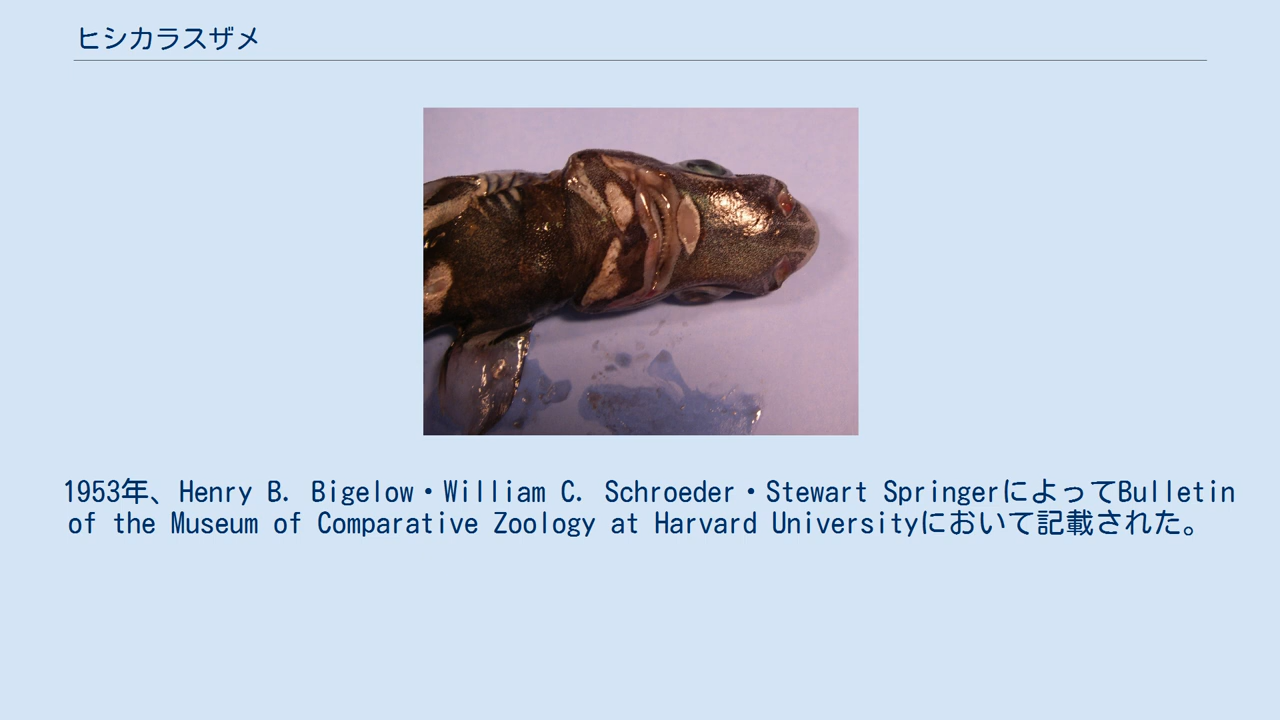 ヒシカラスザメ
1953年、Henry B. Bigelow・William C. Schroeder・Stewart SpringerによってBulletin
of the Museum of Comparative Zoology at Harvard Universityにおいて記載された。